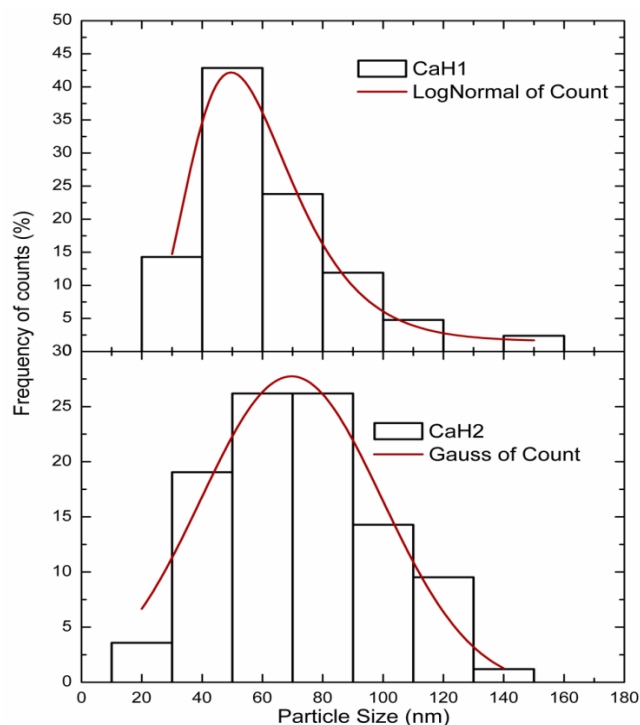 50
45
40
35
30
25
20
15
10
5
30
25
20
15
10
5
0
Frequency of counts (%)
CaH1
LogNormal of Count
CaH2
Gauss of Count
0 20 40 60 80 100 120 140 160 180
Particle Size (nm)